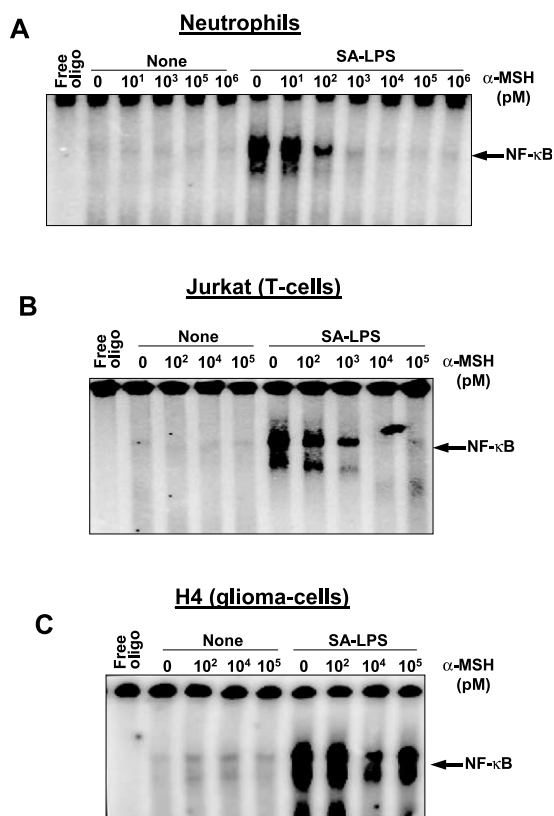 A
Neutrophils
Free oligo
None
SA-LPS
0 10¹ 10³ 10⁵ 10⁶ 0 10¹ 10² 10³ 10⁴ 10⁵ 10⁶
α-MSH
(pM)
NF-κB
B
Jurkat (T-cells)
Free oligo
None
SA-LPS
0 10² 10⁴ 10⁵ 0 10² 10³ 10⁴ 10⁵
α-MSH
(pM)
NF-κB
H4 (glioma-cells)
C
Free oligo
None
SA-LPS
0 10² 10⁴ 10⁵ 0 10² 10⁴ 10⁵
α-MSH
(pM)
NF-κB